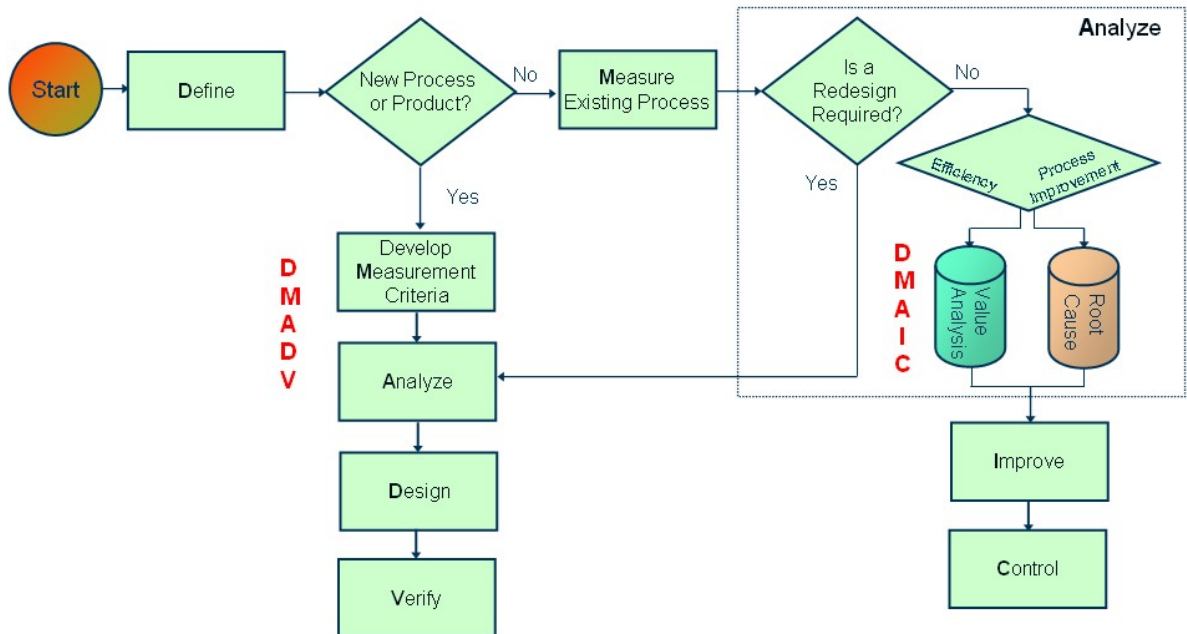 Analyze
Start
Define
New Process
or Product?
No
Measure
Existing Process
Is a
Redesign
Required?
No
Efficiency
Process
Improvement
Yes
Yes
Develop
Measurement
Criteria
D
M
A
D
V
D
M
A
I
C
Value
Analysis
Root
Cause
Analyze
Improve
Design
Control
Verify